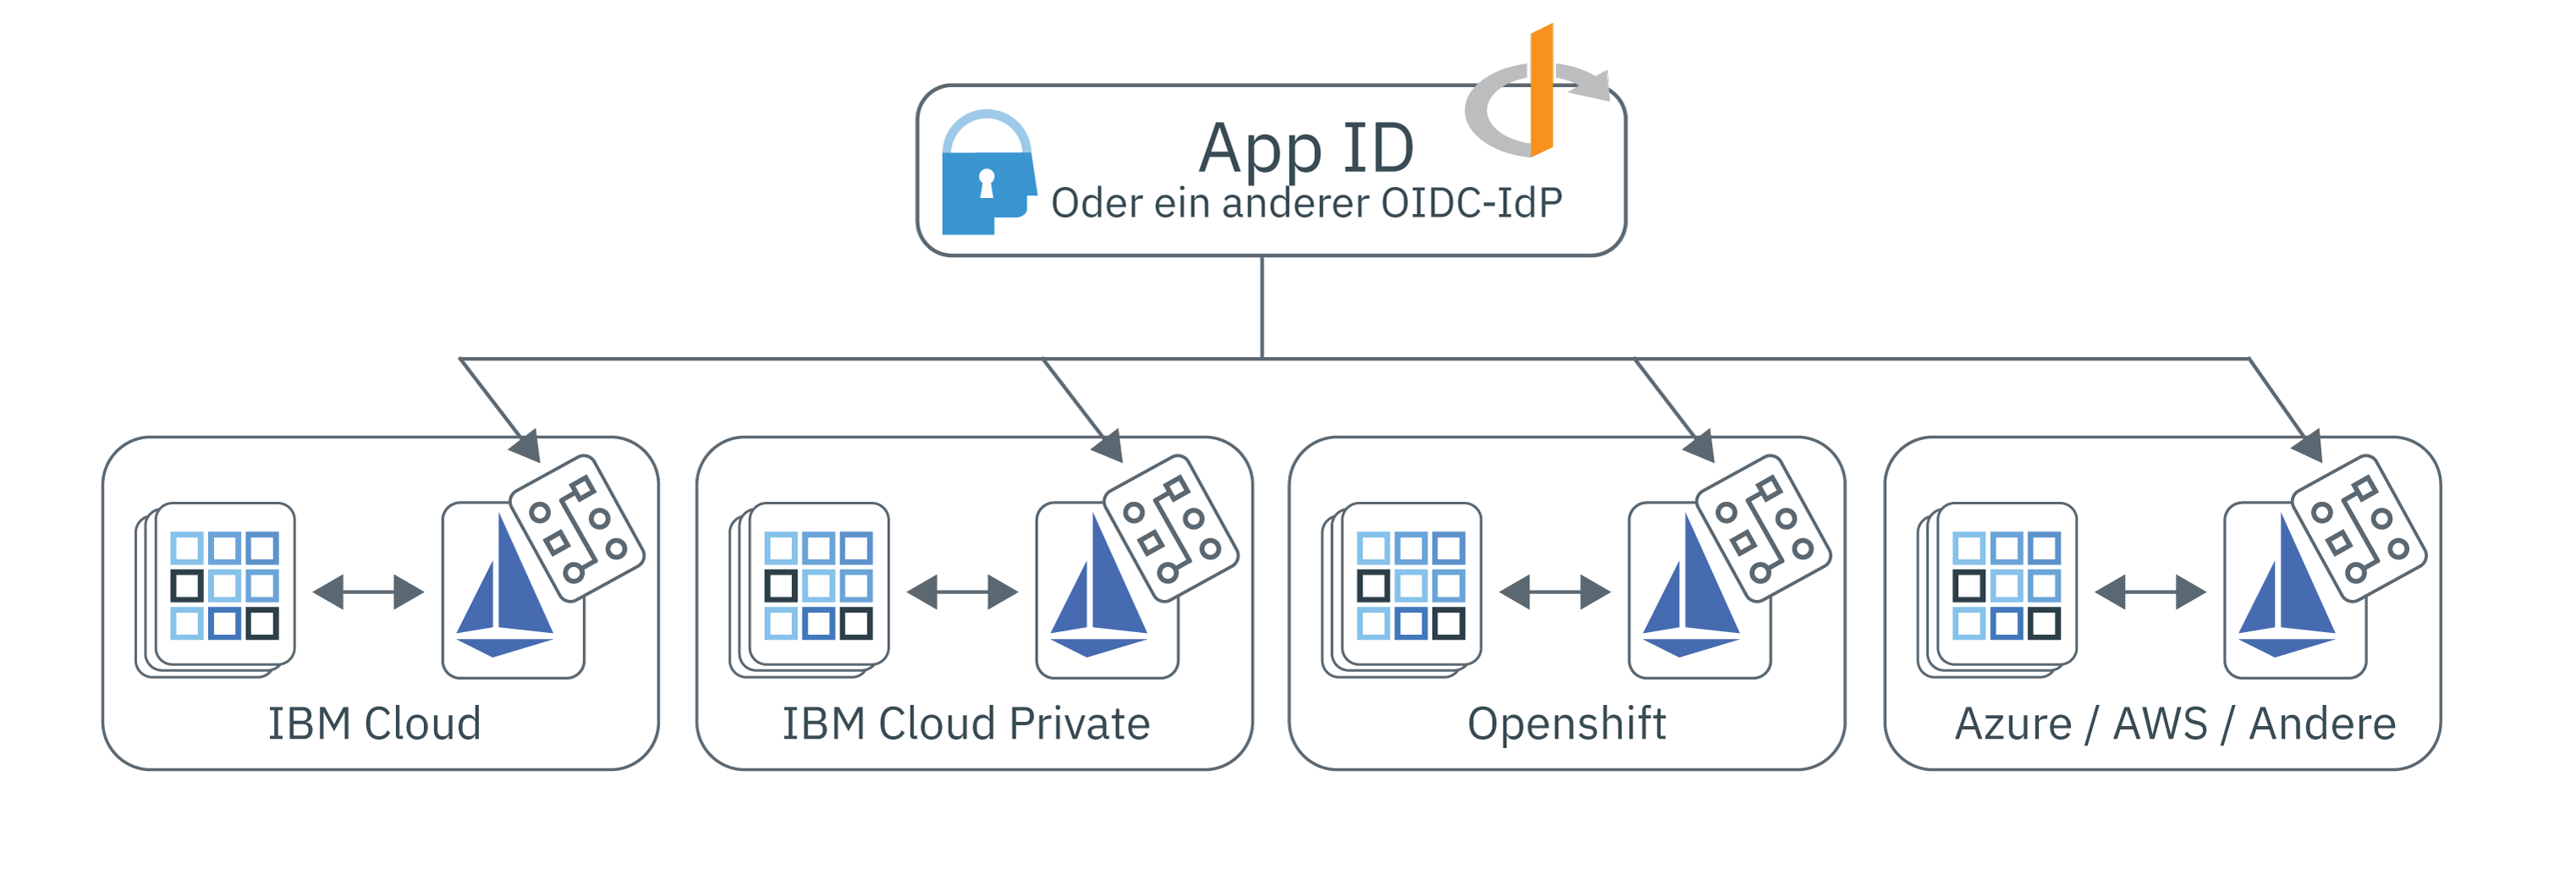 App ID
Oder ein anderer OIDC-IdP
IBM Cloud
IBM Cloud Private
Openshift
Azure / AWS / Andere